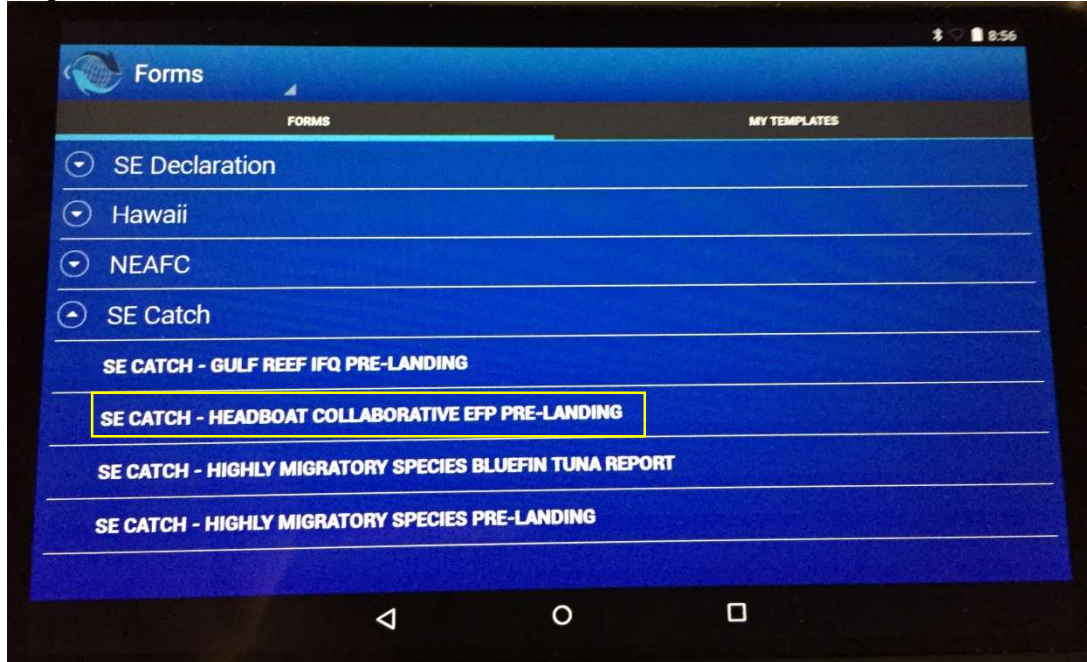 8:56
Forms
FORMS MY TEMPLATES
SE Declaration
Hawaii
NEAFC
SE Catch
SE CATCH - GULF REEF IFQ PRE-LANDING
SE CATCH - HEADBOAT COLLABORATIVE EFP PRE-LANDING
SE CATCH - HIGHLY MIGRATORY SPECIES BLUEFIN TUNA REPORT
SE CATCH - HIGHLY MIGRATORY SPECIES PRE-LANDING